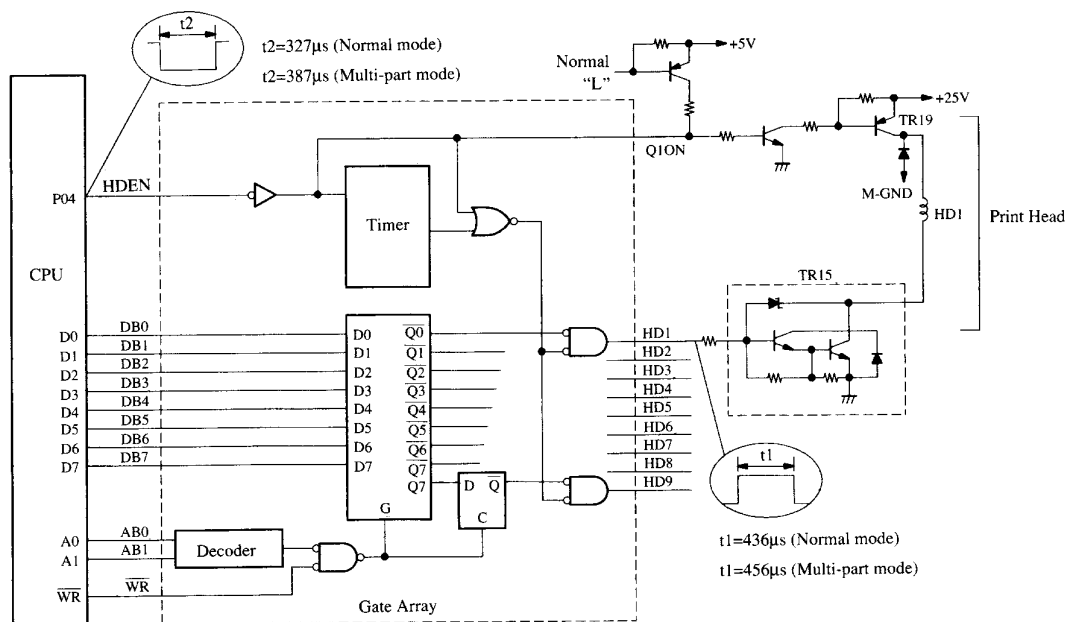 t2
t2=327µs (Normal mode)
t2=387µs (Multi-part mode)
+5V
Normal
“L”
+25V
TR19
Q1ON
M-GND
HD1
Print Head
P04
HDEN
Timer
CPU
TR15
D0 DB0 D0 Q0 HD1
D1 DB1 D1 Q1 HD2
D2 DB2 D2 Q2 HD3
D3 DB3 D3 Q3 HD4
D4 DB4 D4 Q4 HD5
D5 DB5 D5 Q5 HD6
D6 DB6 D6 Q6 HD7
D7 DB7 D7 Q7 HD8
Q7 D Q HD9
G C
t1
t1=436µs (Normal mode)
t1=456µs (Multi-part mode)
A0 AB0
A1 AB1
Decoder
WR WR
Gate Array